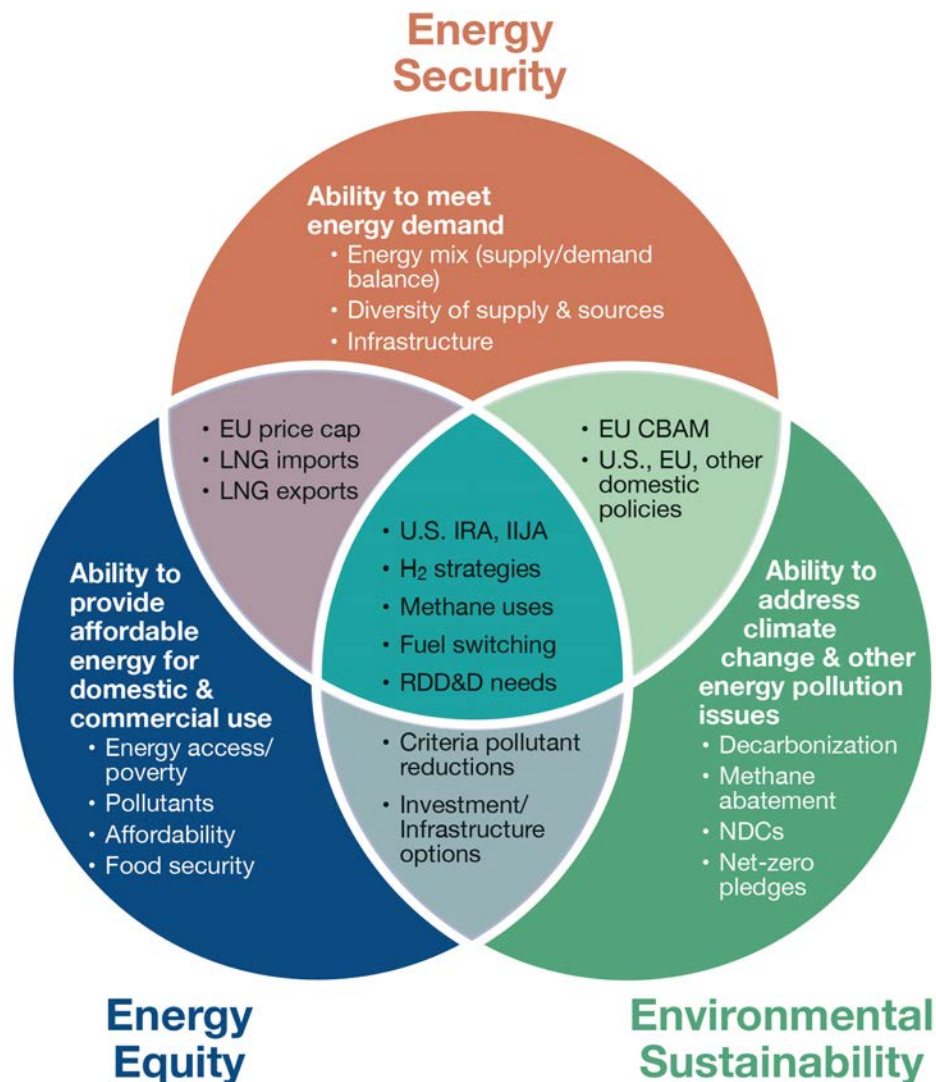 Energy
Security
Ability to meet
energy demand
• Energy mix (supply/demand
balance)
• Diversity of supply & sources
• Infrastructure
• EU price cap
• LNG imports
• LNG exports
• EU CBAM
• U.S., EU, other
domestic
policies
• U.S. IRA, IIJA
• H₂ strategies
• Methane uses
• Fuel switching
• RDD&D needs
Ability to
provide
affordable
energy for
domestic &
commercial use
• Energy access/
poverty
• Pollutants
• Affordability
• Food security
• Criteria pollutant
reductions
• Investment/
Infrastructure
options
Ability to
address
climate
change & other
energy pollution
issues
• Decarbonization
• Methane
abatement
• NDCs
• Net-zero
pledges
Energy
Equity
Environmental
Sustainability